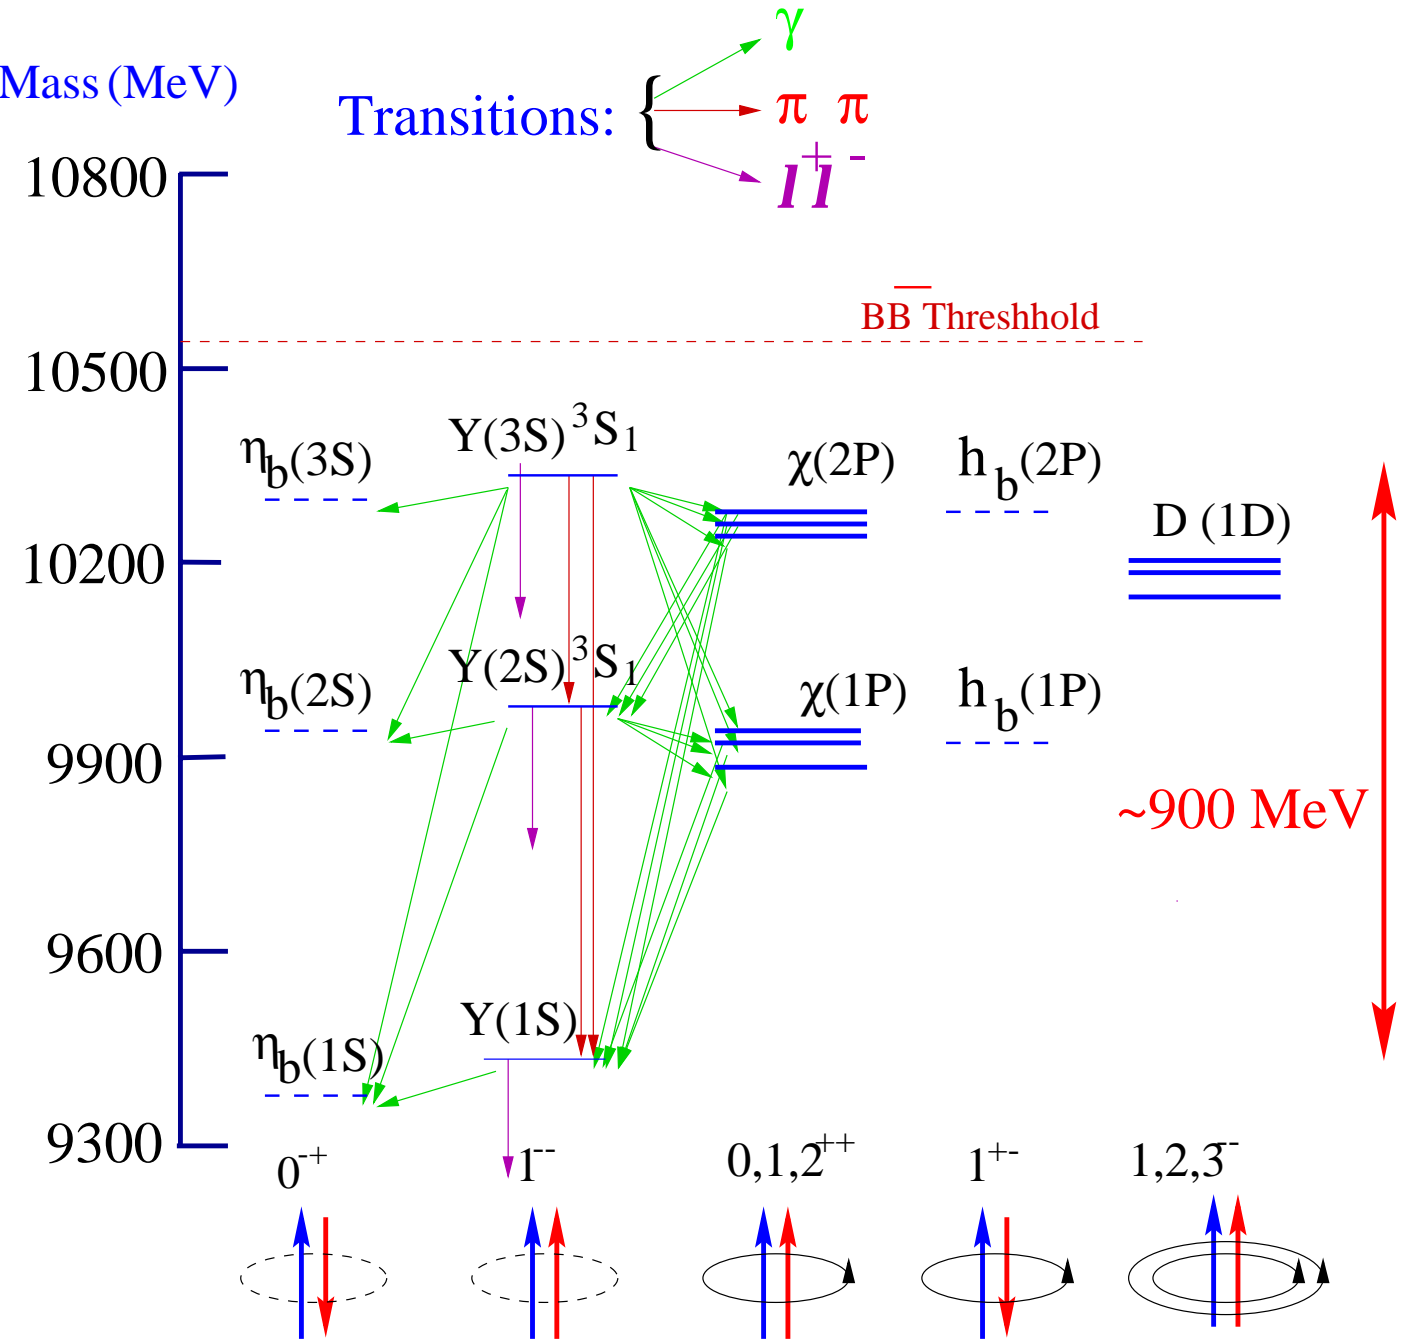 γ
Mass (MeV)
Transitions: {
π π
l⁺l⁻
10800
BB̅ Threshhold
10500
Υ(3S) ³S₁
η_b(3S)
χ(2P)
h_b(2P)
D (1D)
10200
Υ(2S) ³S₁
η_b(2S)
χ(1P)
h_b(1P)
9900
~900 MeV
9600
Υ(1S)
η_b(1S)
9300
0⁻⁺
1⁻⁻
0,1,2⁺⁺
1⁺⁻
1,2,3⁻⁻